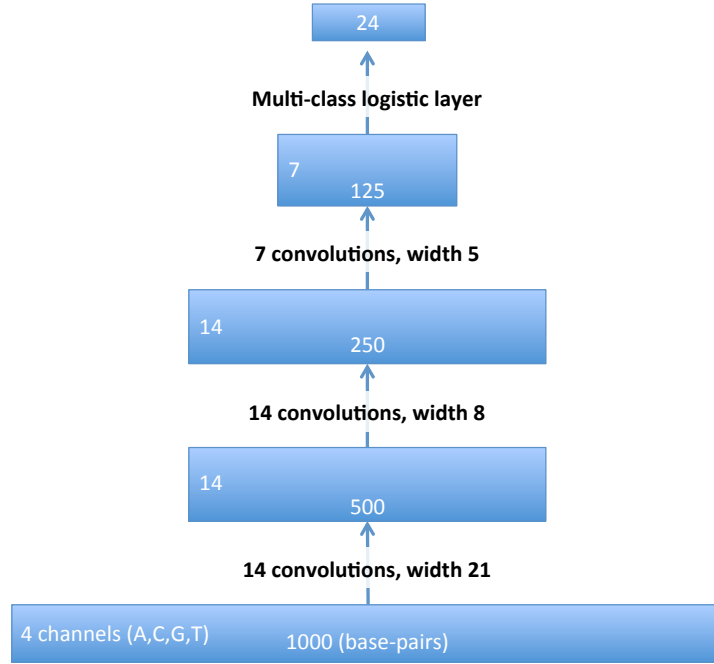 24
Multi-class logistic layer
7
125
7 convolutions, width 5
14
250
14 convolutions, width 8
14
500
14 convolutions, width 21
4 channels (A,C,G,T)
1000 (base-pairs)